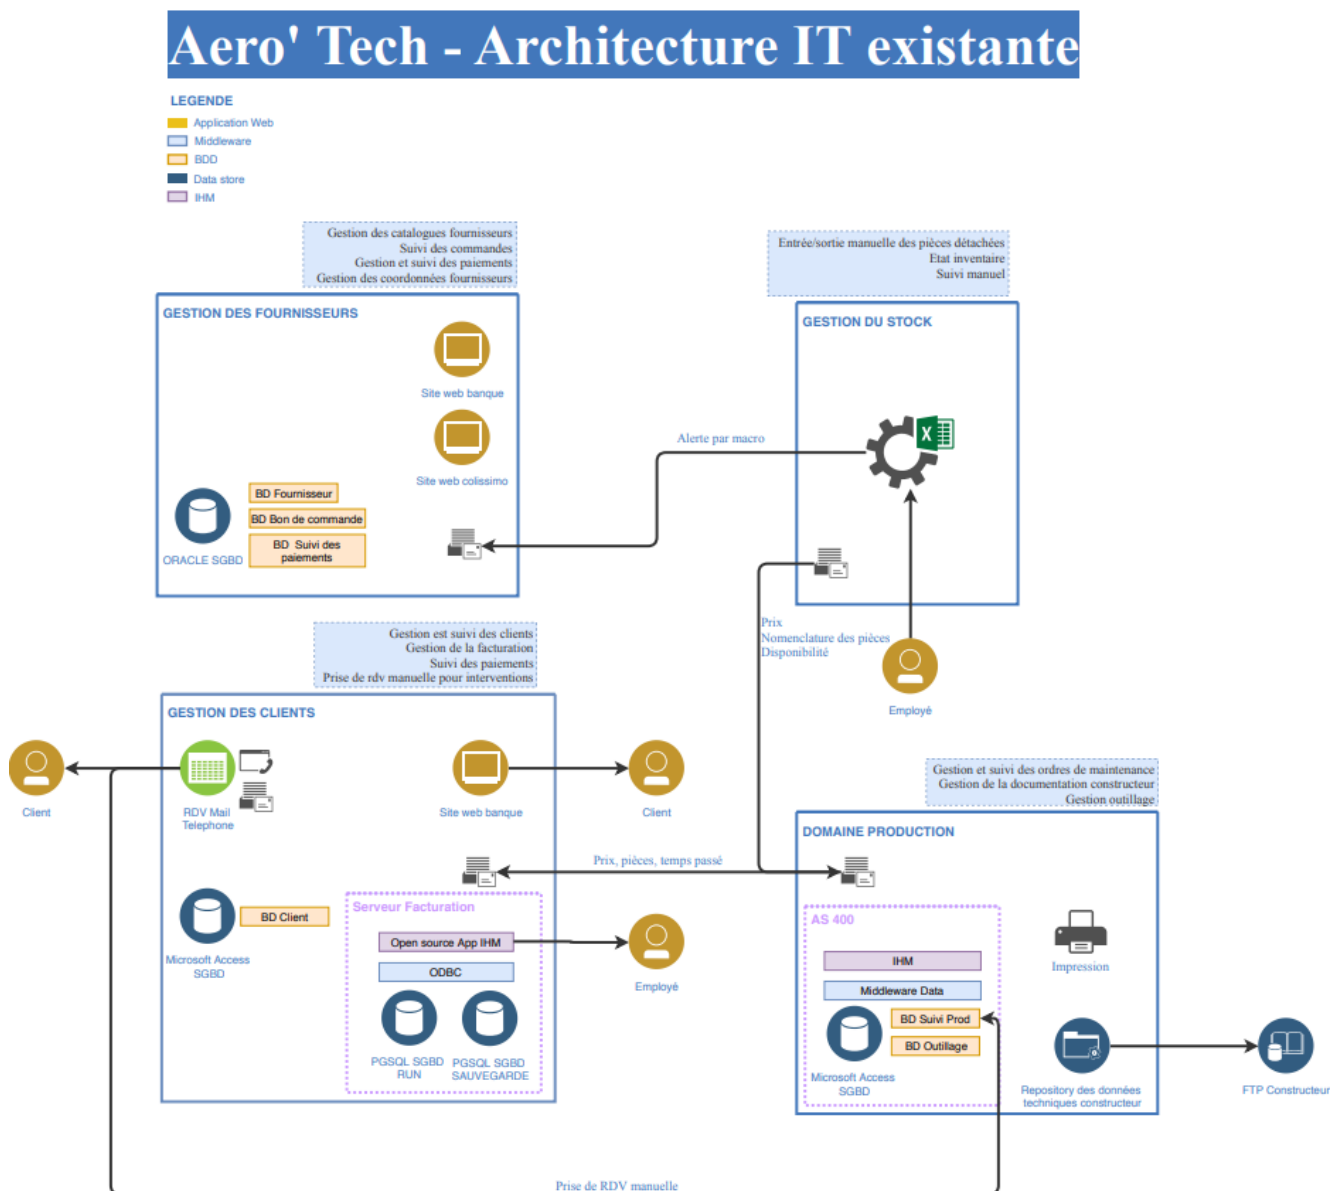 Aero' Tech - Architecture IT existante
LEGENDE
Application Web
Middleware
BDD
Data store
IHM
Gestion des catalogues fournisseurs
Suivi des commandes
Gestion et suivi des paiements
Gestion des coordonnées fournisseurs
Entrée/sortie manuelle des pièces détachées
Etat inventaire
Suivi manuel
GESTION DES FOURNISSEURS
Site web banque
Site web colissimo
BD Fournisseur
BD Bon de commande
BD Suivi des
paiements
ORACLE SGBD
GESTION DU STOCK
X
Alerte par macro
Prix
Nomenclature des pièces
Disponibilité
Employé
Gestion est suivi des clients
Gestion de la facturation
Suivi des paiements
Prise de rdv manuelle pour interventions
GESTION DES CLIENTS
Client
RDV Mail
Telephone
Site web banque
Client
Prix, pièces, temps passé
BD Client
Microsoft Access
SGBD
Serveur Facturation
Open source App IHM
ODBC
PGSQL SGBD
RUN
PGSQL SGBD
SAUVEGARDE
Employé
Gestion et suivi des ordres de maintenance
Gestion de la documentation constructeur
Gestion outillage
DOMAINE PRODUCTION
AS 400
IHM
Middleware Data
BD Suivi Prod
BD Outillage
Microsoft Access
SGBD
Impression
Repository des données
techniques constructeur
FTP Constructeur
Prise de RDV manuelle